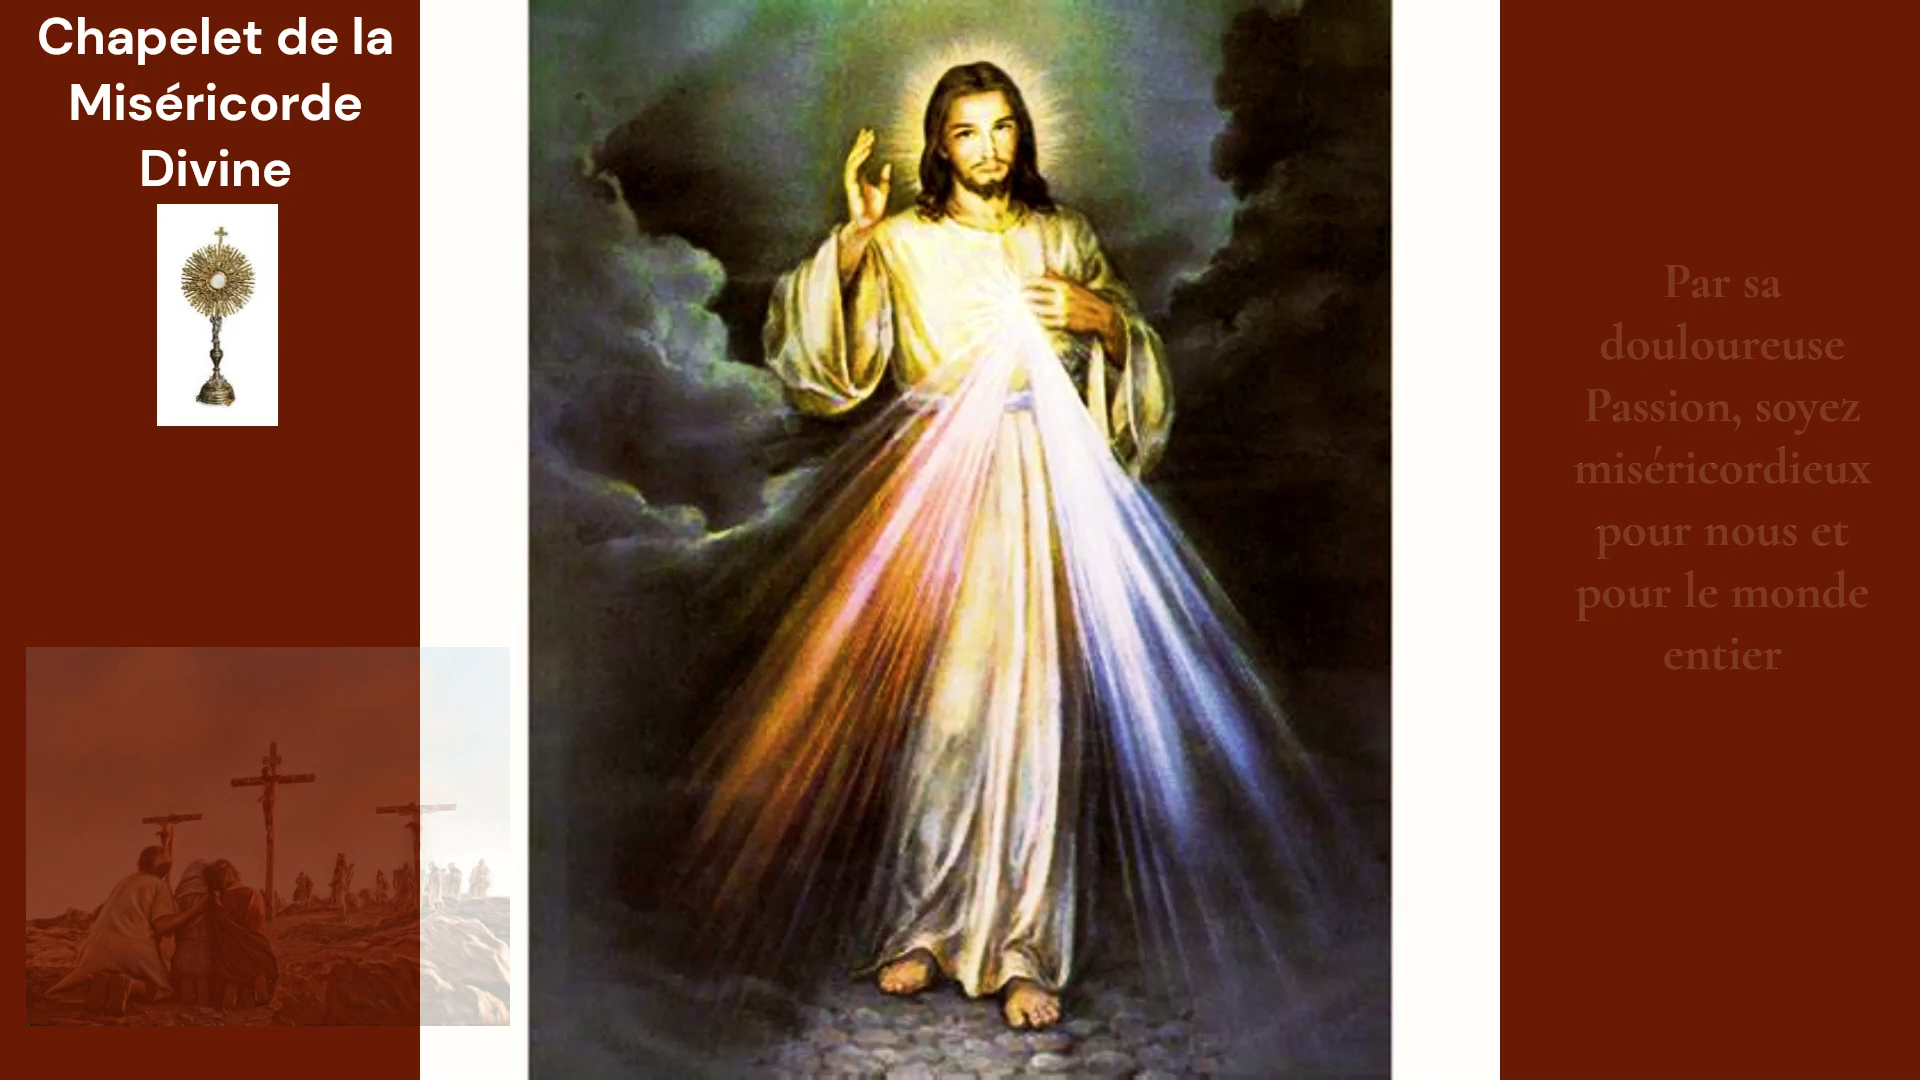 Chapelet de la
Miséricorde
Divine
Par sa
douloureuse
Passion, soyez
miséricordieux
pour nous et
pour le monde
entier